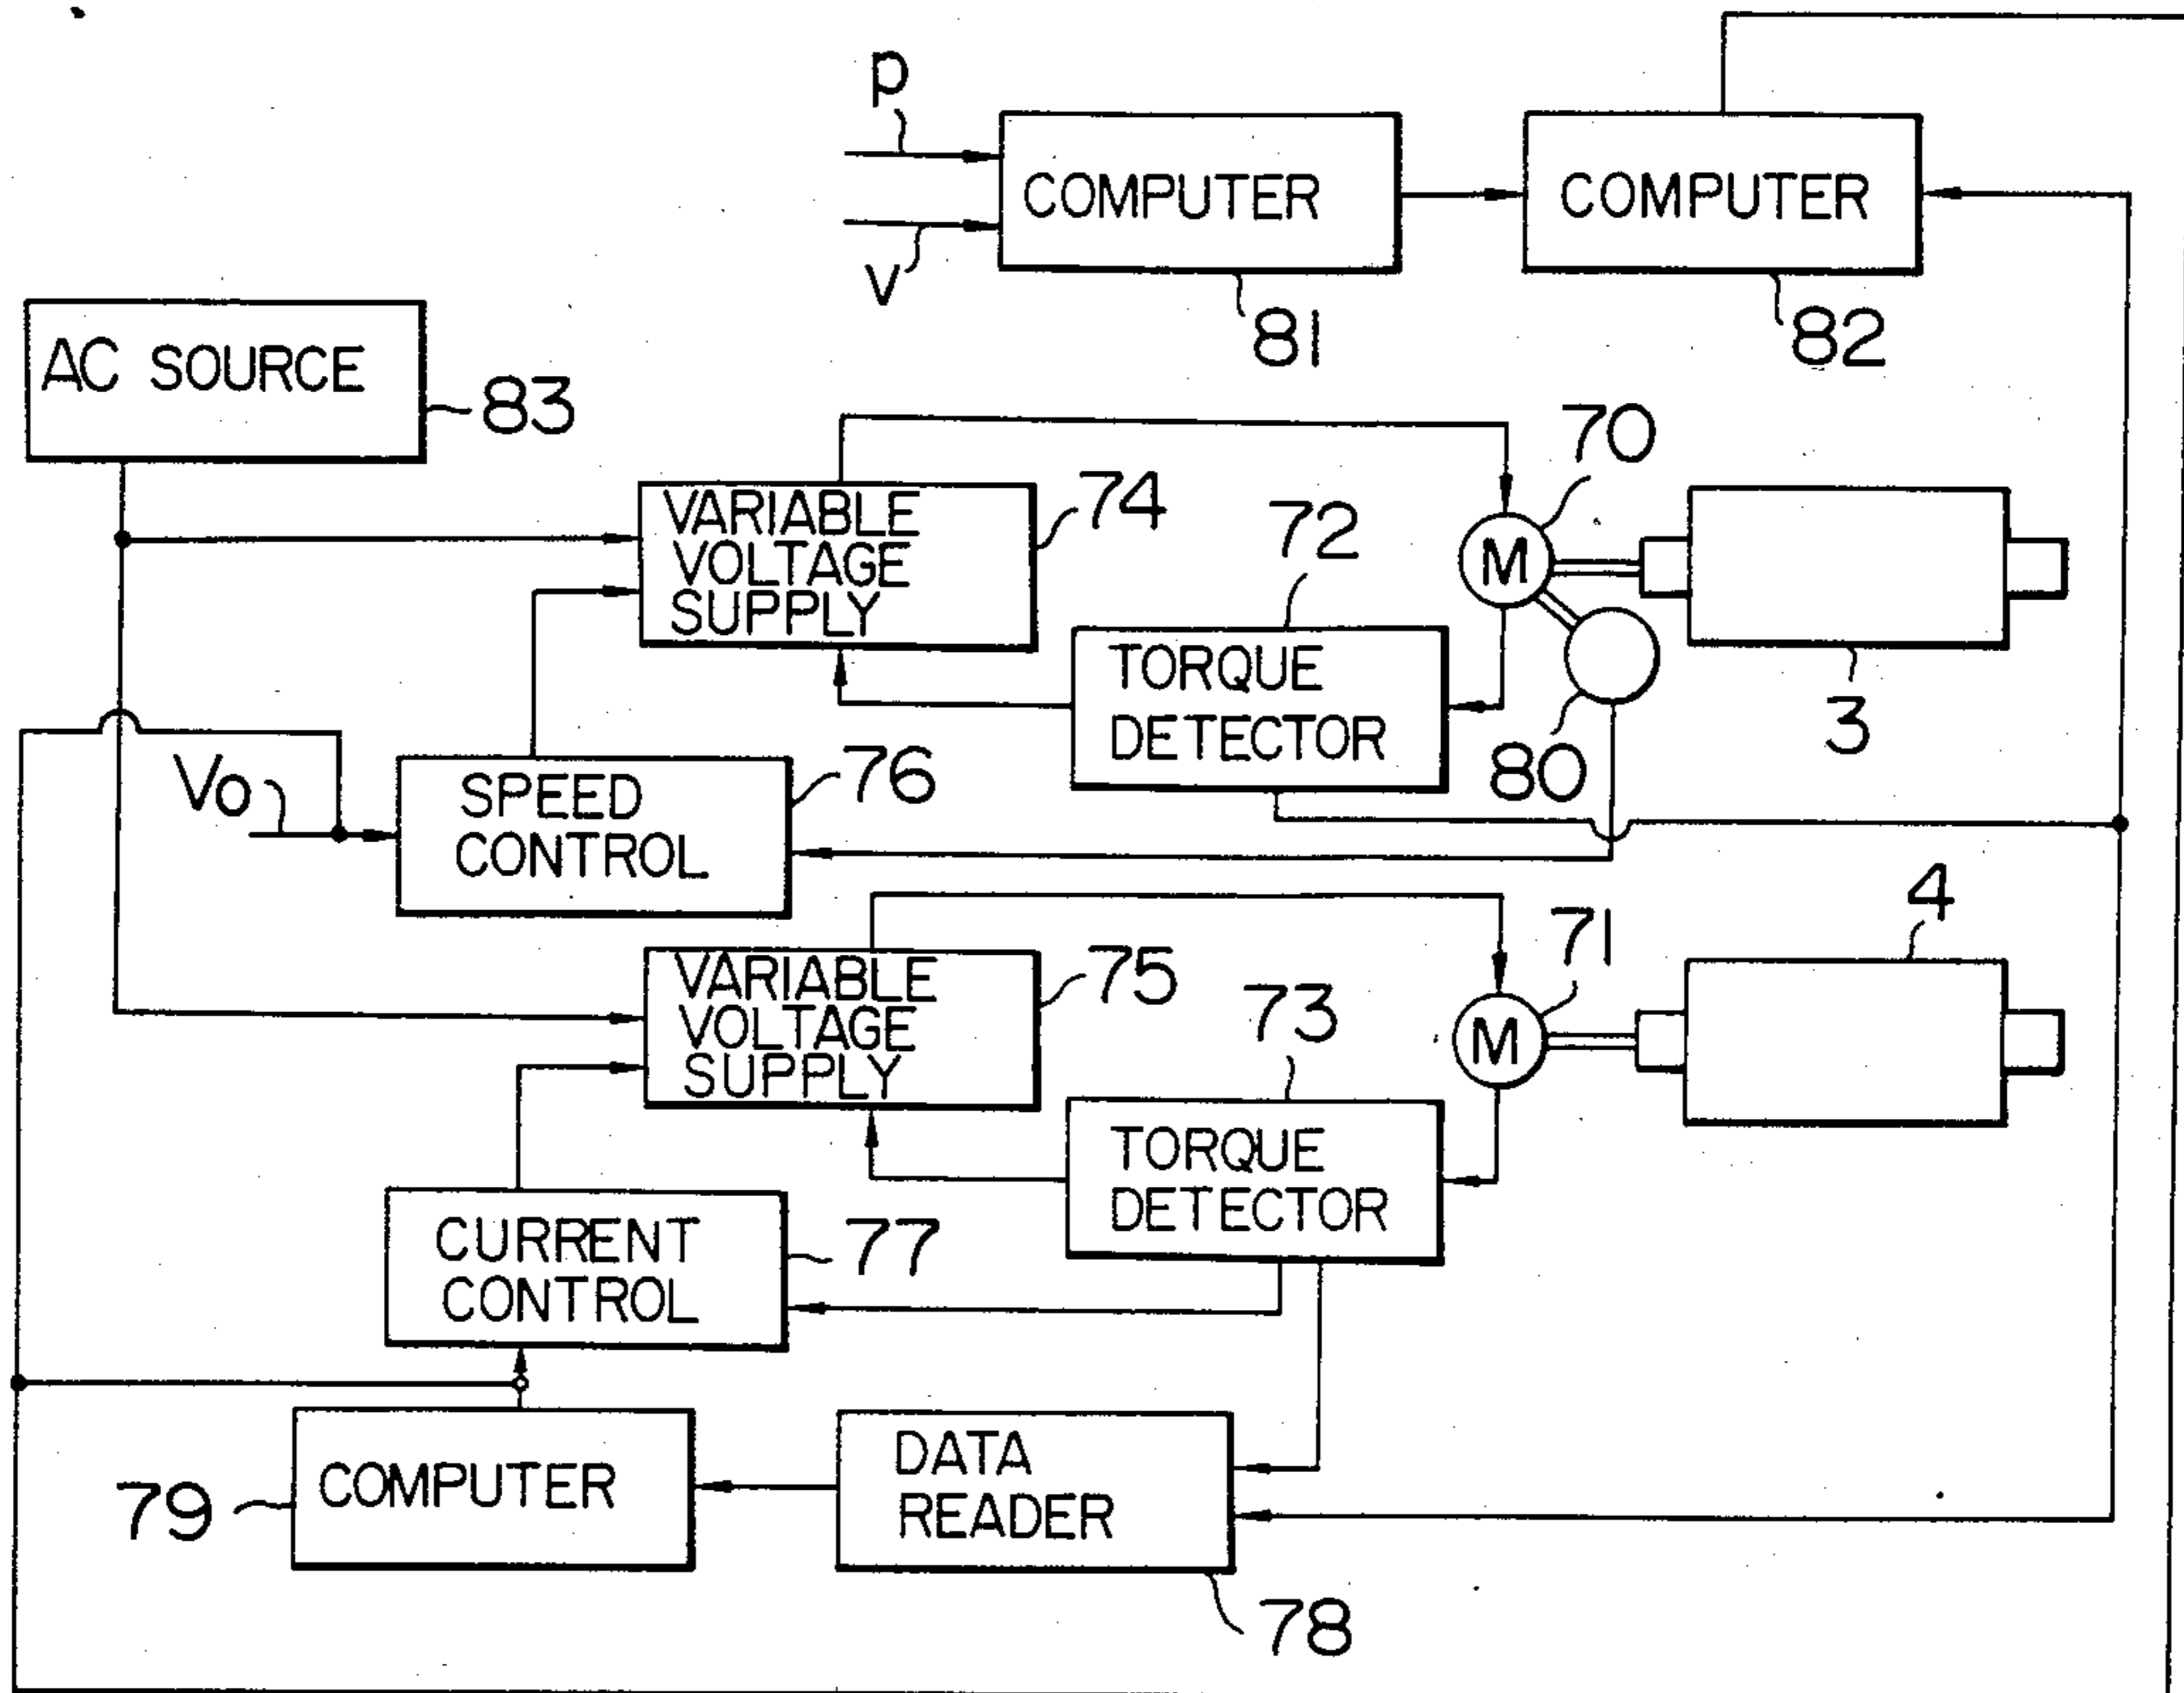 p
COMPUTER
COMPUTER
v
81
82
AC SOURCE
83
70
VARIABLE
VOLTAGE
SUPPLY
74
72
M
TORQUE
DETECTOR
3
80
Vo
SPEED
CONTROL
76
4
71
VARIABLE
VOLTAGE
SUPPLY
75
73
M
TORQUE
DETECTOR
CURRENT
CONTROL
77
DATA
READER
COMPUTER
79
78